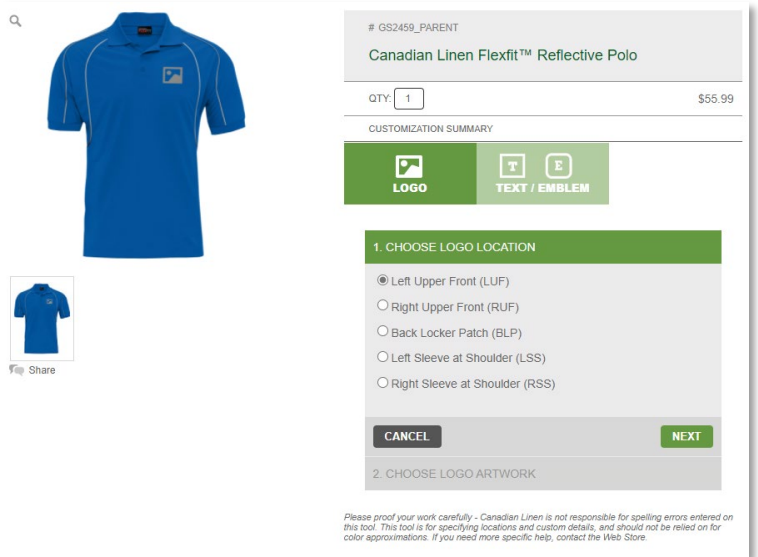 # GS2459_PARENT
Canadian Linen Flexfit™ Reflective Polo
QTY: 1 $55.99
CUSTOMIZATION SUMMARY
T E
LOGO TEXT / EMBLEM
1. CHOOSE LOGO LOCATION
Left Upper Front (LUF)
Right Upper Front (RUF)
Back Locker Patch (BLP)
Left Sleeve at Shoulder (LSS)
Right Sleeve at Shoulder (RSS)
Share
CANCEL NEXT
2. CHOOSE LOGO ARTWORK
Please proof your work carefully - Canadian Linen is not responsible for spelling errors entered on
this tool. This tool is for specifying locations and custom details, and should not be relied on for
color approximations. If you need more specific help, contact the Web Store.